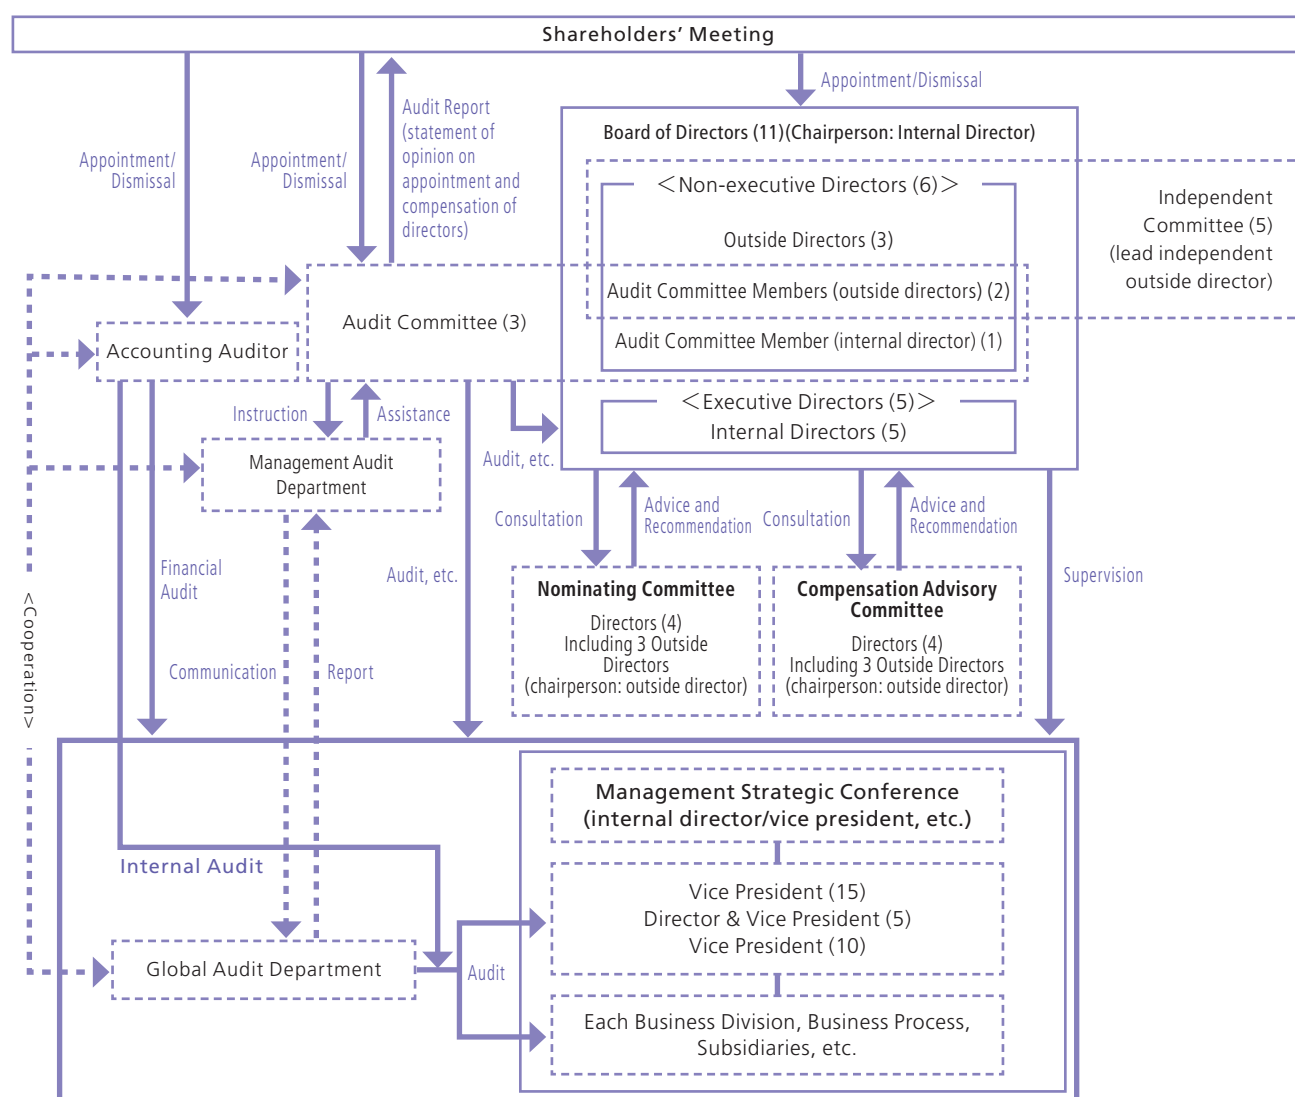 Shareholders' Meeting
Appointment/
Dismissal
Appointment/
Dismissal
Audit Report
(statement of
opinion on
appointment and
compensation of
directors)
Appointment/Dismissal
Board of Directors (11)(Chairperson: Internal Director)
<Non-executive Directors (6)>
Outside Directors (3)
Audit Committee Members (outside directors) (2)
Audit Committee Member (internal director) (1)
Independent
Committee (5)
(lead independent
outside director)
Audit Committee (3)
Accounting Auditor
<Executive Directors (5)>
Internal Directors (5)
Instruction
Assistance
Audit, etc.
Management Audit
Department
Consultation
Advice and
Recommendation
Consultation
Advice and
Recommendation
Financial
Audit
Audit, etc.
Supervision
Nominating Committee
Directors (4)
Including 3 Outside
Directors
(chairperson: outside director)
Compensation Advisory
Committee
Directors (4)
Including 3 Outside Directors
(chairperson: outside director)
<Cooperation>
Communication
Report
Management Strategic Conference
(internal director/vice president, etc.)
Internal Audit
Vice President (15)
Director & Vice President (5)
Vice President (10)
Global Audit Department
Audit
Each Business Division, Business Process,
Subsidiaries, etc.